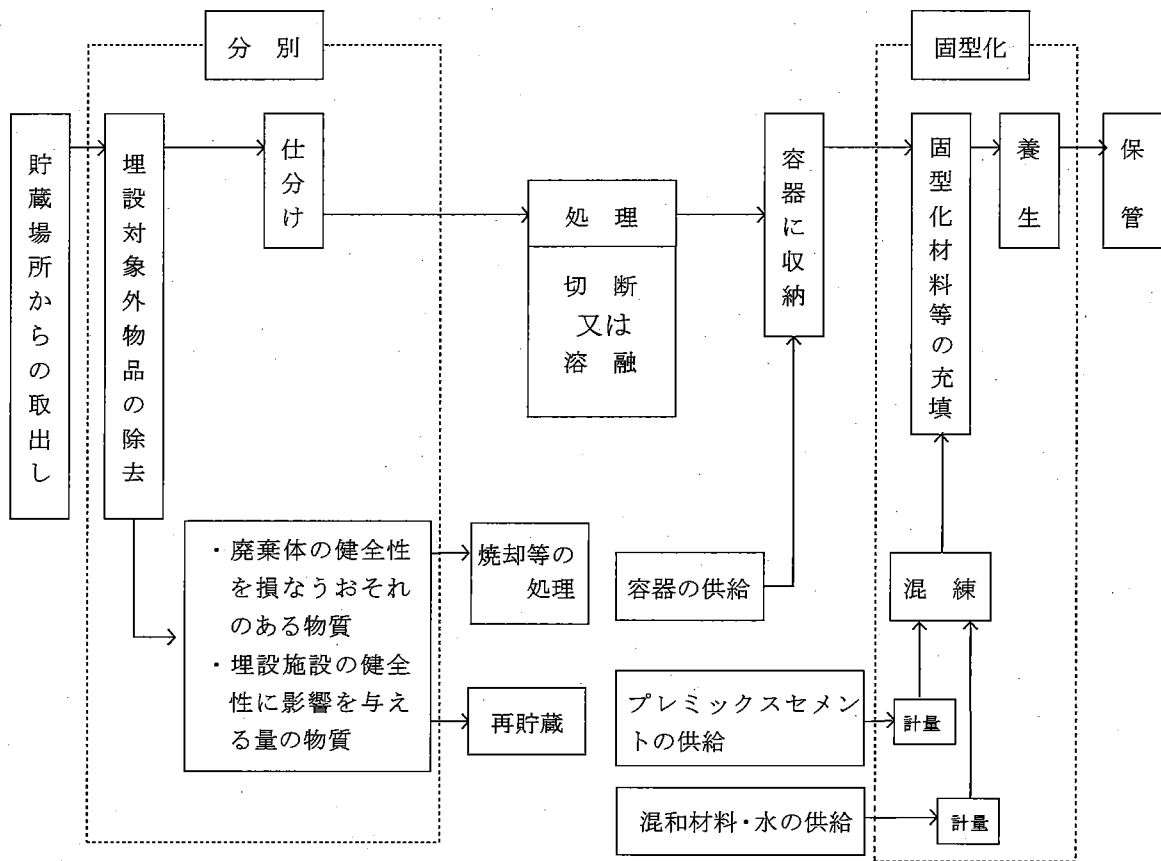 分 別
固型化
貯蔵場所からの取出し
埋設対象外物品の除去
仕分け
処 理
切 断
又は
溶 融
容器に収納
固型化材料等の充填
養生
保管
・廃棄体の健全性
を損なうおそれ
のある物質
・埋設施設の健全
性に影響を与え
る量の物質
焼却等の
処理
再貯蔵
容器の供給
混 練
プレミックスセメン
トの供給
計量
混和材料・水の供給
計量